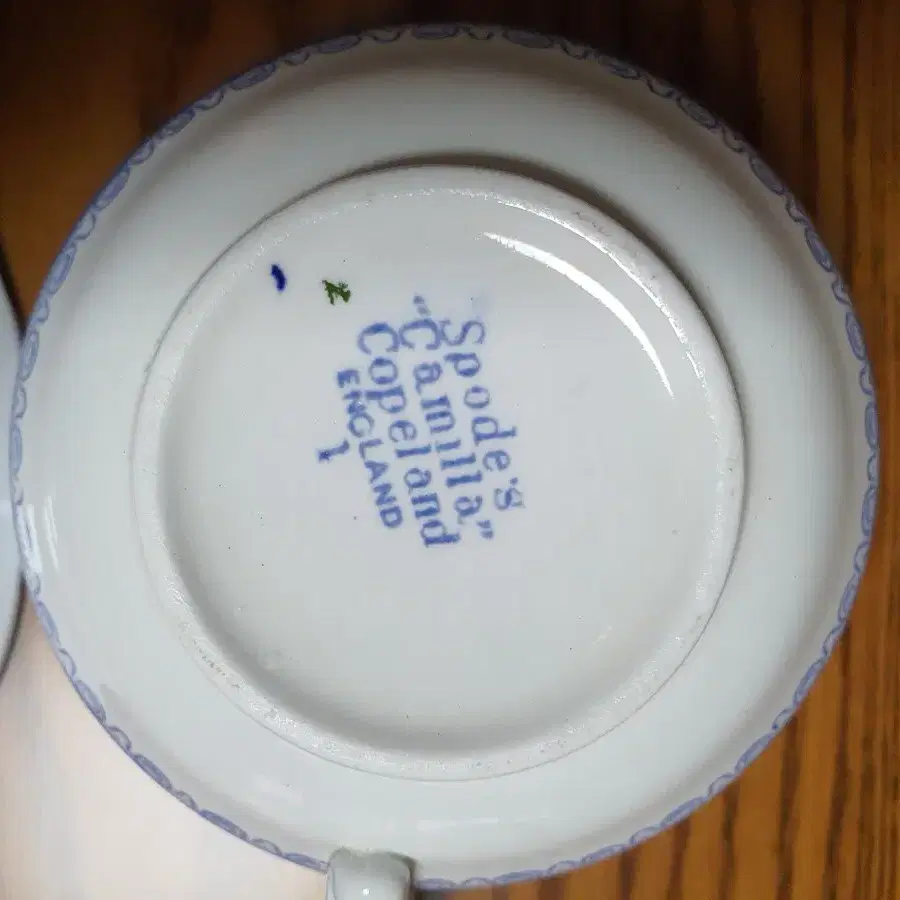 Spode's
"Camilla"
Copeland
ENGLAND
1